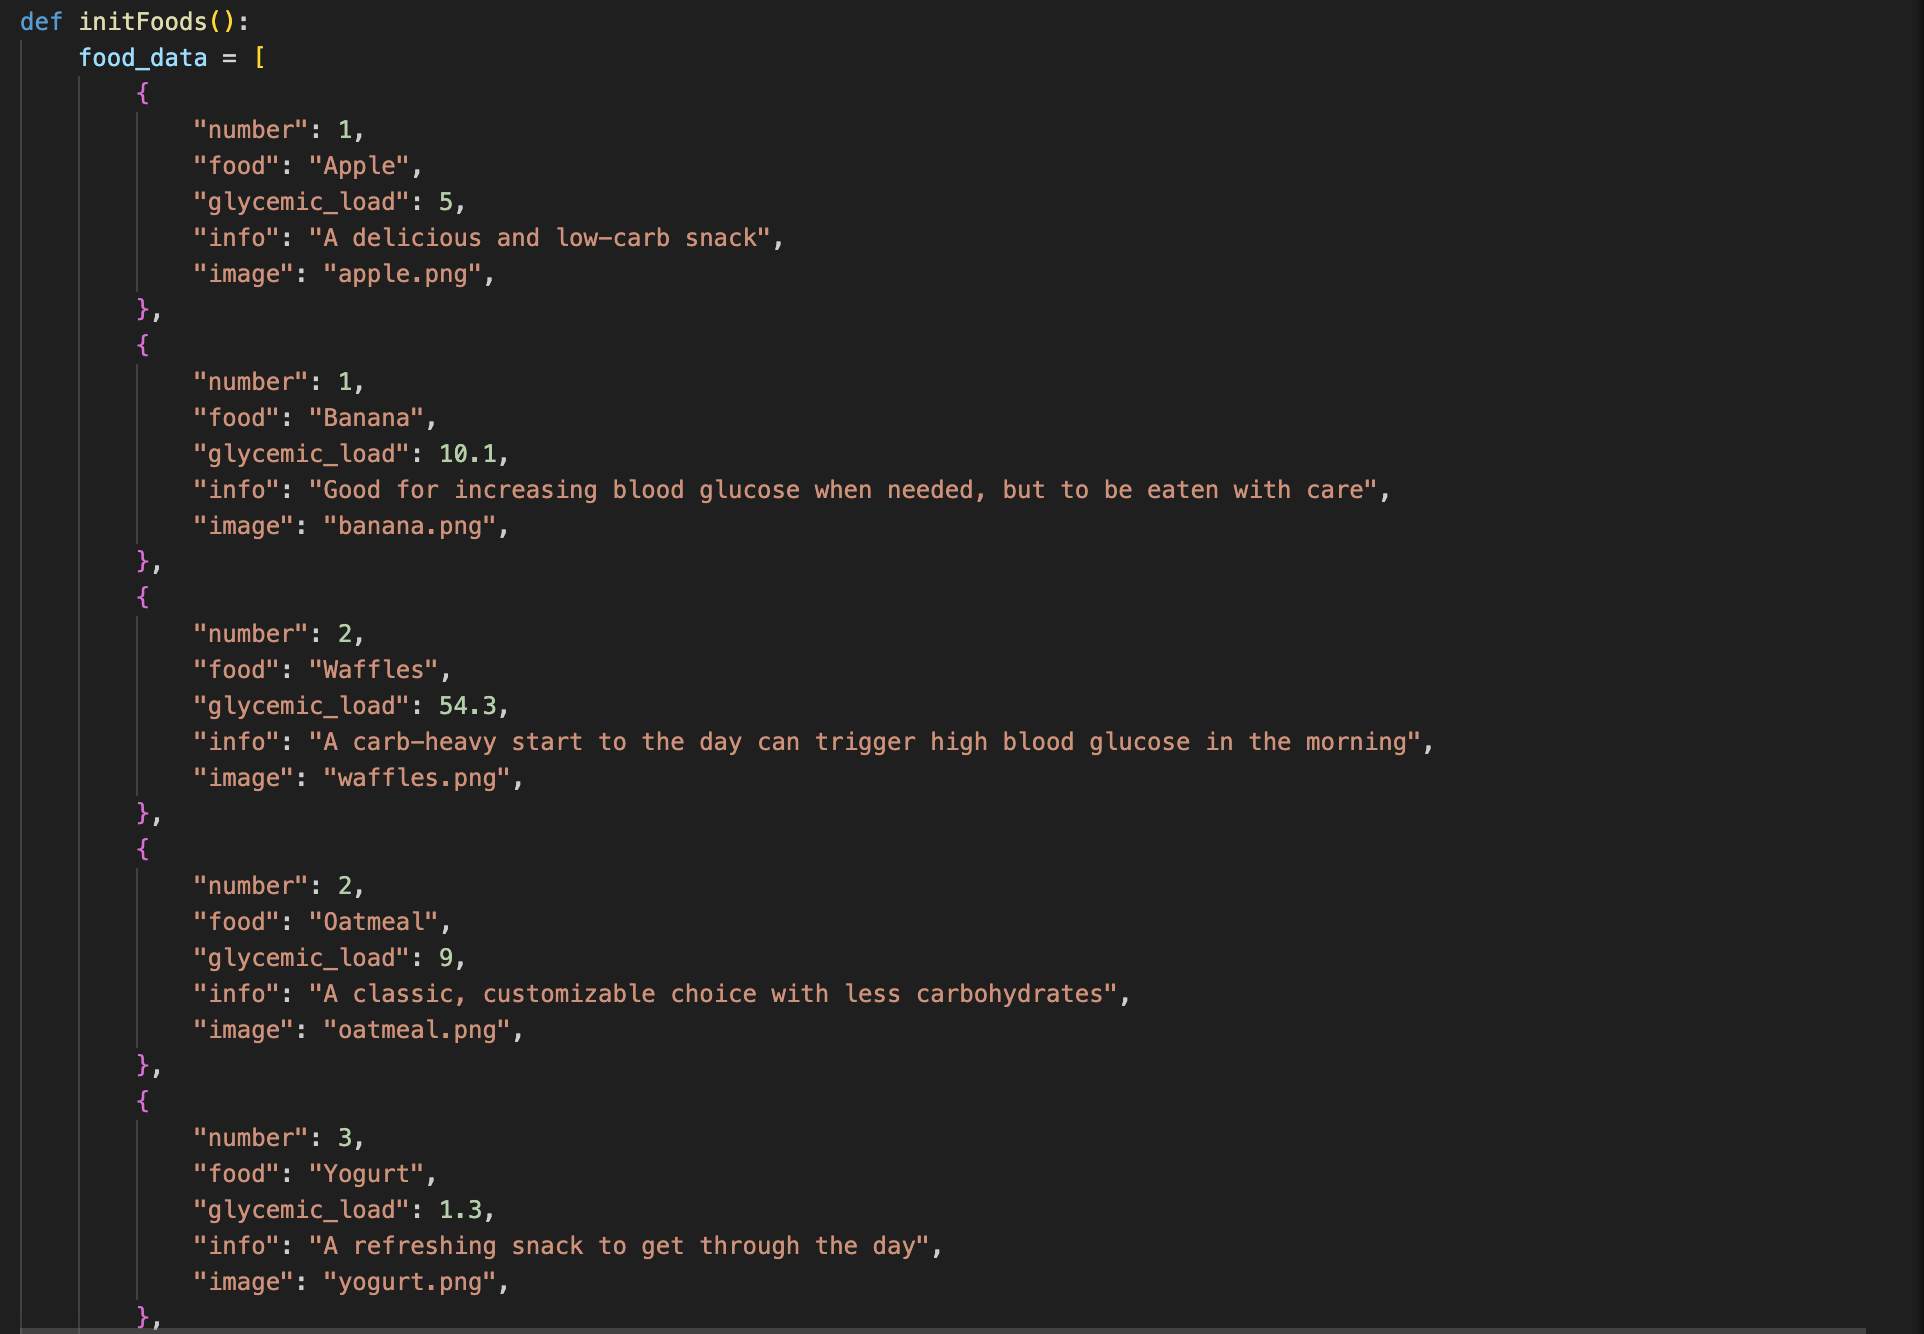 def initFoods():
    food_data = [
        {
            "number": 1,
            "food": "Apple",
            "glycemic_load": 5,
            "info": "A delicious and low-carb snack",
            "image": "apple.png",
        },
        {
            "number": 1,
            "food": "Banana",
            "glycemic_load": 10.1,
            "info": "Good for increasing blood glucose when needed, but to be eaten with care",
            "image": "banana.png",
        },
        {
            "number": 2,
            "food": "Waffles",
            "glycemic_load": 54.3,
            "info": "A carb-heavy start to the day can trigger high blood glucose in the morning",
            "image": "waffles.png",
        },
        {
            "number": 2,
            "food": "Oatmeal",
            "glycemic_load": 9,
            "info": "A classic, customizable choice with less carbohydrates",
            "image": "oatmeal.png",
        },
        {
            "number": 3,
            "food": "Yogurt",
            "glycemic_load": 1.3,
            "info": "A refreshing snack to get through the day",
            "image": "yogurt.png",
        },